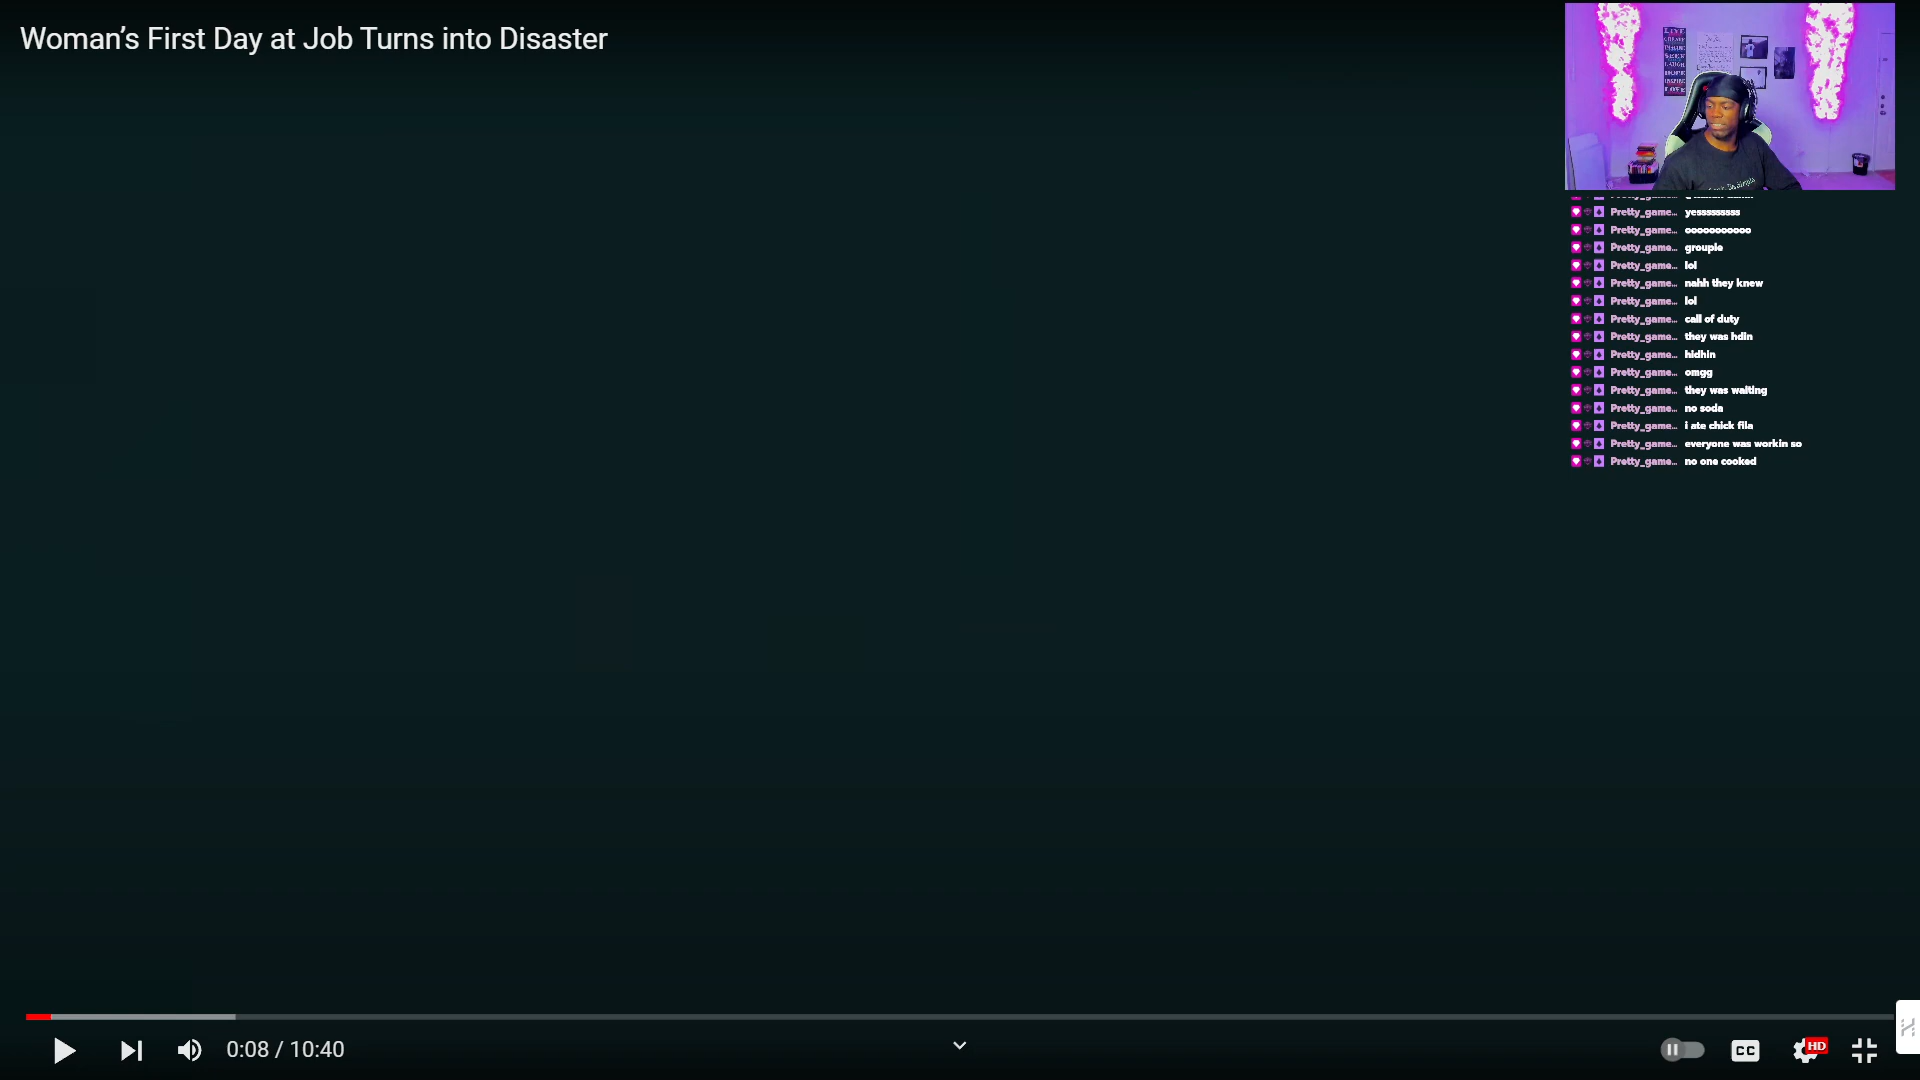 Woman’s First Day at Job Turns into Disaster
Pretty_game... yesssssssss
Pretty_game... ooooooooooo
Pretty_game... groupie
Pretty_game... lol
Pretty_game... nahh they knew
Pretty_game... lol
Pretty_game... call of duty
Pretty_game... they was hdin
Pretty_game... hidhin
Pretty_game... omgg
Pretty_game... they was waiting
Pretty_game... no soda
Pretty_game... i ate chick fila
Pretty_game... everyone was workin so
Pretty_game... no one cooked
0:08 / 10:40
CC
HD